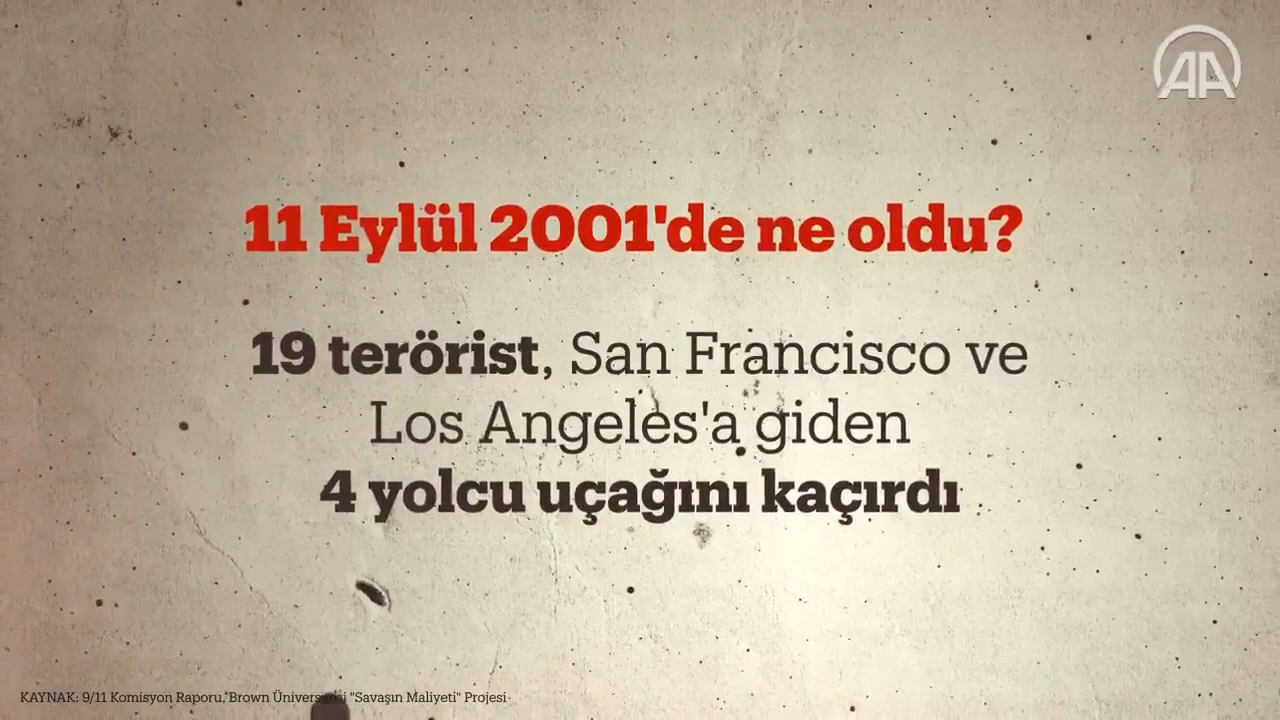 AA
11 Eylül 2001'de ne oldu?
19 terörist, San Francisco ve
Los Angeles'a giden
4 yolcu uçağını kaçırdı
KAYNAK: 9/11 Komisyon Raporu, Brown Üniversitesi "Savaşın Maliyeti" Projesi